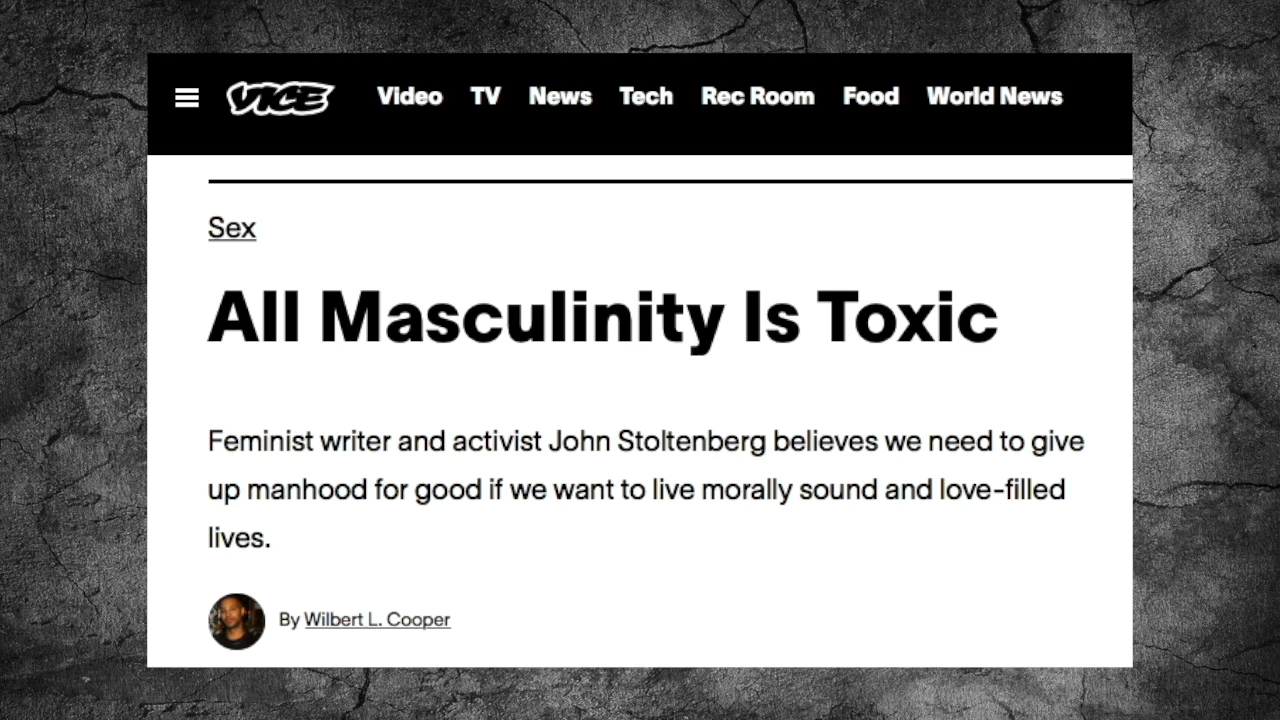 VICE Video TV News Tech Rec Room Food World News
Sex
All Masculinity Is Toxic
Feminist writer and activist John Stoltenberg believes we need to give
up manhood for good if we want to live morally sound and love-filled
lives.
By Wilbert L. Cooper